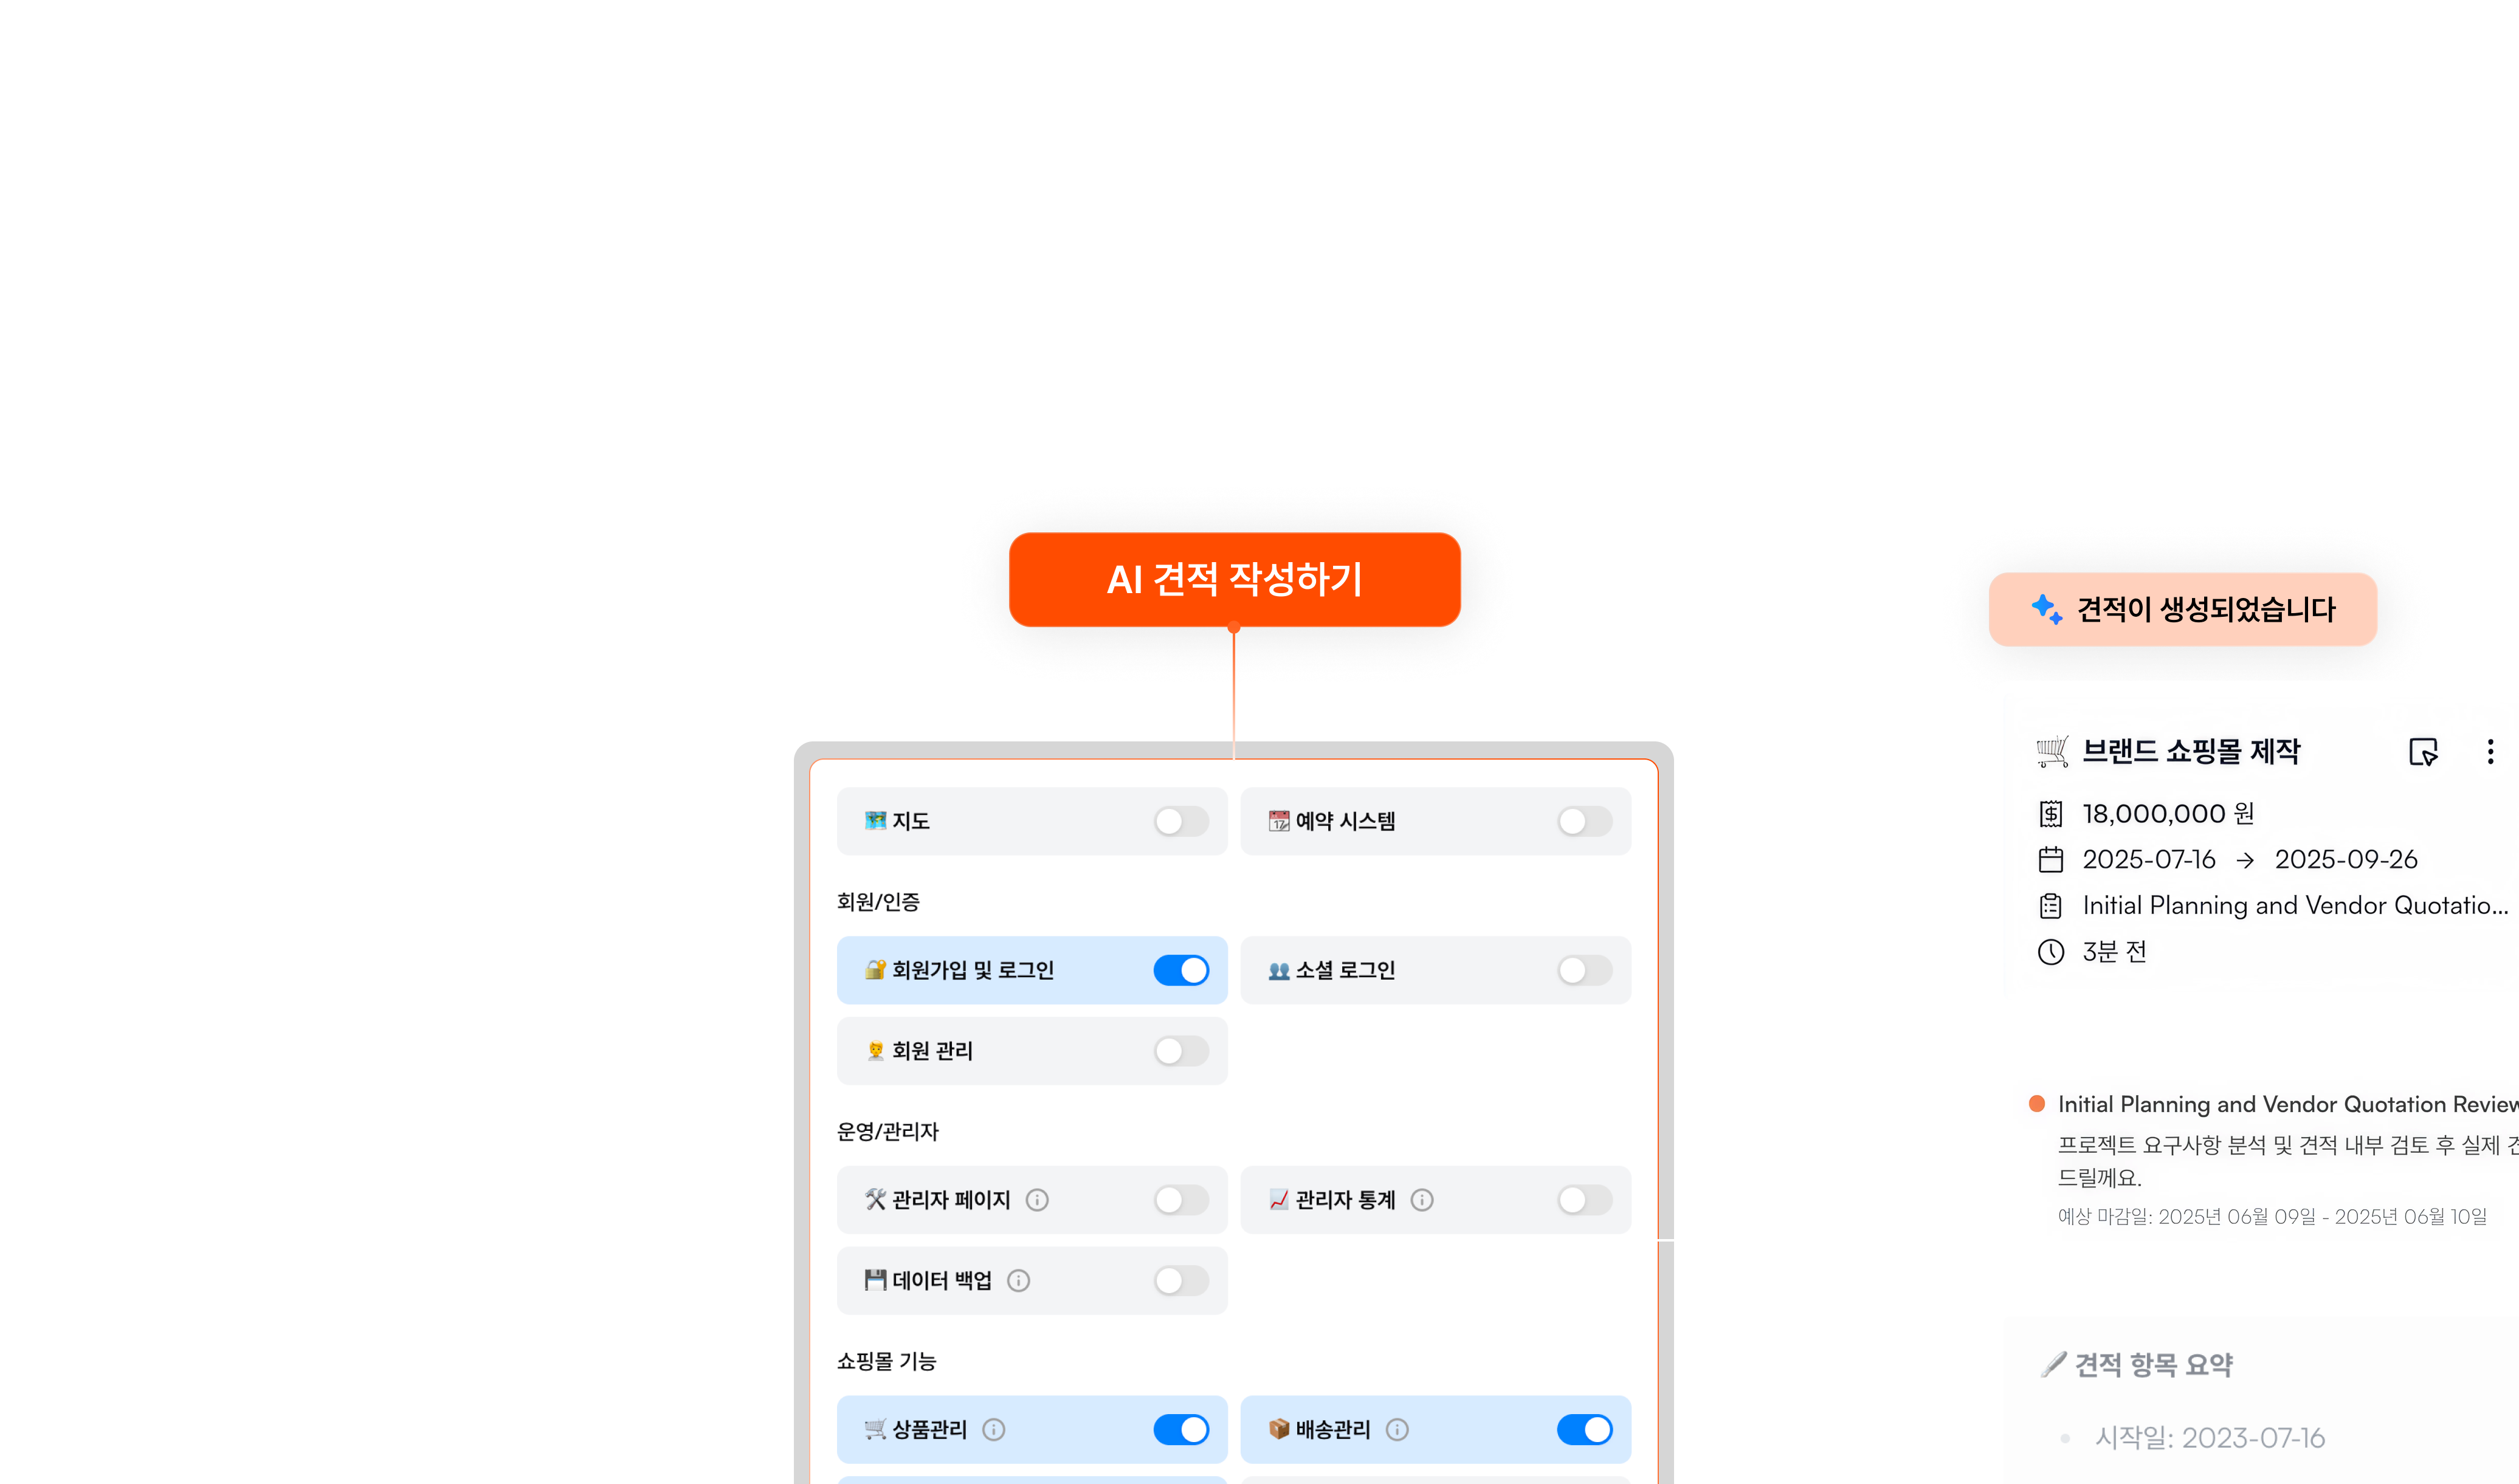 AI 견적 작성하기
지도
예약 시스템
회원/인증
회원가입 및 로그인
소셜 로그인
회원 관리
운영/관리자
관리자 페이지
관리자 통계
데이터 백업
쇼핑몰 기능
상품관리
배송관리
견적이 생성되었습니다
브랜드 쇼핑몰 제작
18,000,000 원
2025-07-16 → 2025-09-26
Initial Planning and Vendor Quotatio...
3분 전
Initial Planning and Vendor Quotation Review
프로젝트 요구사항 분석 및 견적 내부 검토 후 실제
드릴께요.
예상 마감일: 2025년 06월 09일 - 2025년 06월 10일
견적 항목 요약
시작일: 2023-07-16